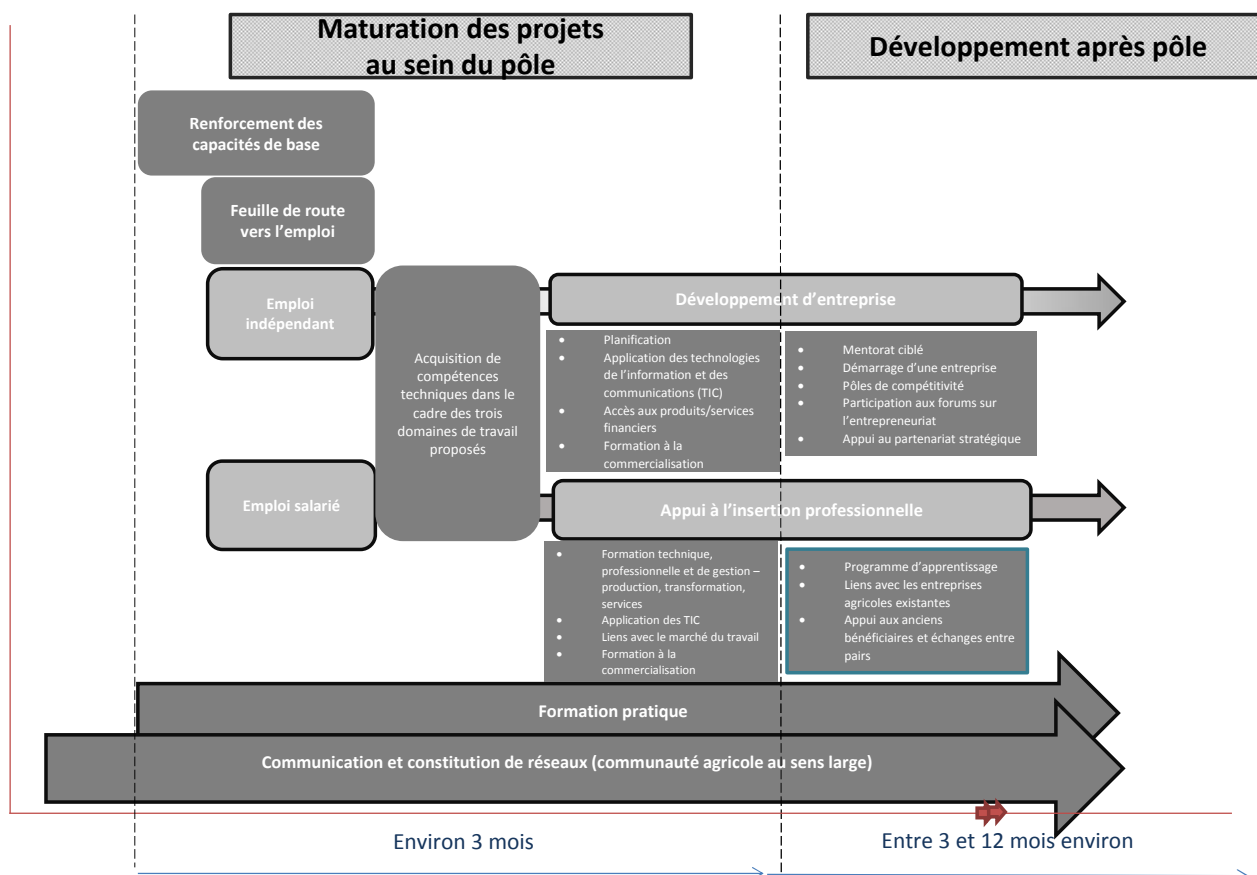 Maturation des projets
au sein du pôle
Développement après pôle
Renforcement des
capacités de base
Feuille de route
vers l'emploi
Emploi
indépendant
Développement d'entreprise
Acquisition de
compétences
techniques dans le
cadre des trois
domaines de travail
proposés
• Planification
• Application des technologies
de l'information et des
communications (TIC)
• Accès aux produits/services
financiers
• Formation à la
commercialisation
• Mentorat ciblé
• Démarrage d'une entreprise
• Pôles de compétitivité
• Participation aux forums sur
l'entrepreneuriat
• Appui au partenariat stratégique
Emploi salarié
Appui à l'insertion professionnelle
• Formation technique,
professionnelle et de gestion –
production, transformation,
services
• Application des TIC
• Liens avec le marché du travail
• Formation à la
commercialisation
• Programme d'apprentissage
• Liens avec les entreprises
agricoles existantes
• Appui aux anciens
bénéficiaires et échanges entre
pairs
Formation pratique
Communication et constitution de réseaux (communauté agricole au sens large)
Environ 3 mois
Entre 3 et 12 mois environ